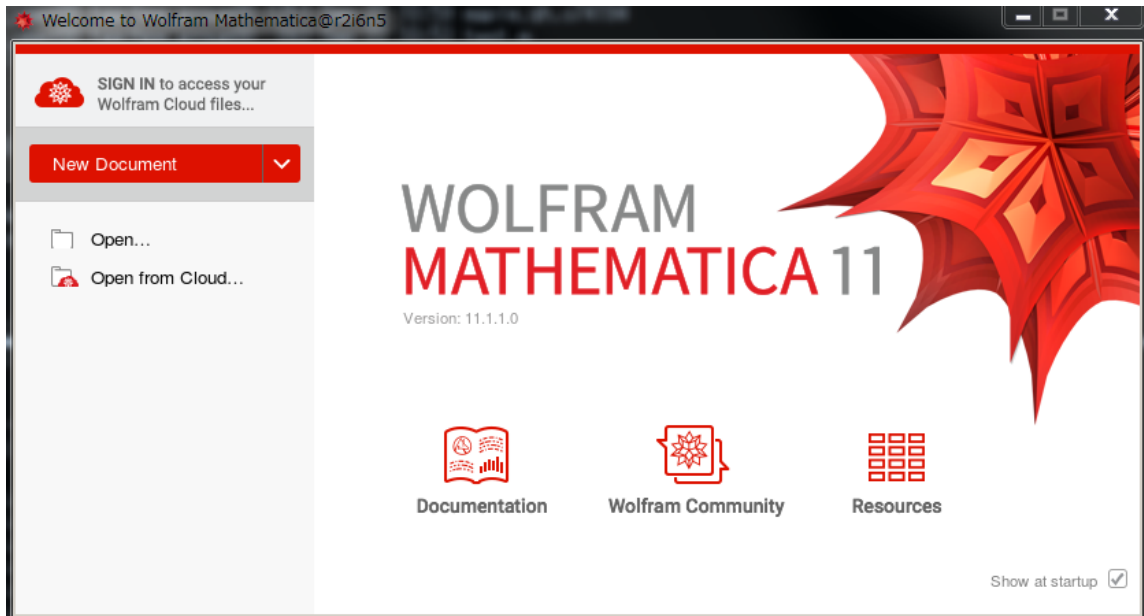 Welcome to Wolfram Mathematica@r2i6n5
SIGN IN to access your
Wolfram Cloud files...
New Document
Open...
Open from Cloud...
WOLFRAM
MATHEMATICA 11
Version: 11.1.1.0
Documentation
Wolfram Community
Resources
Show at startup